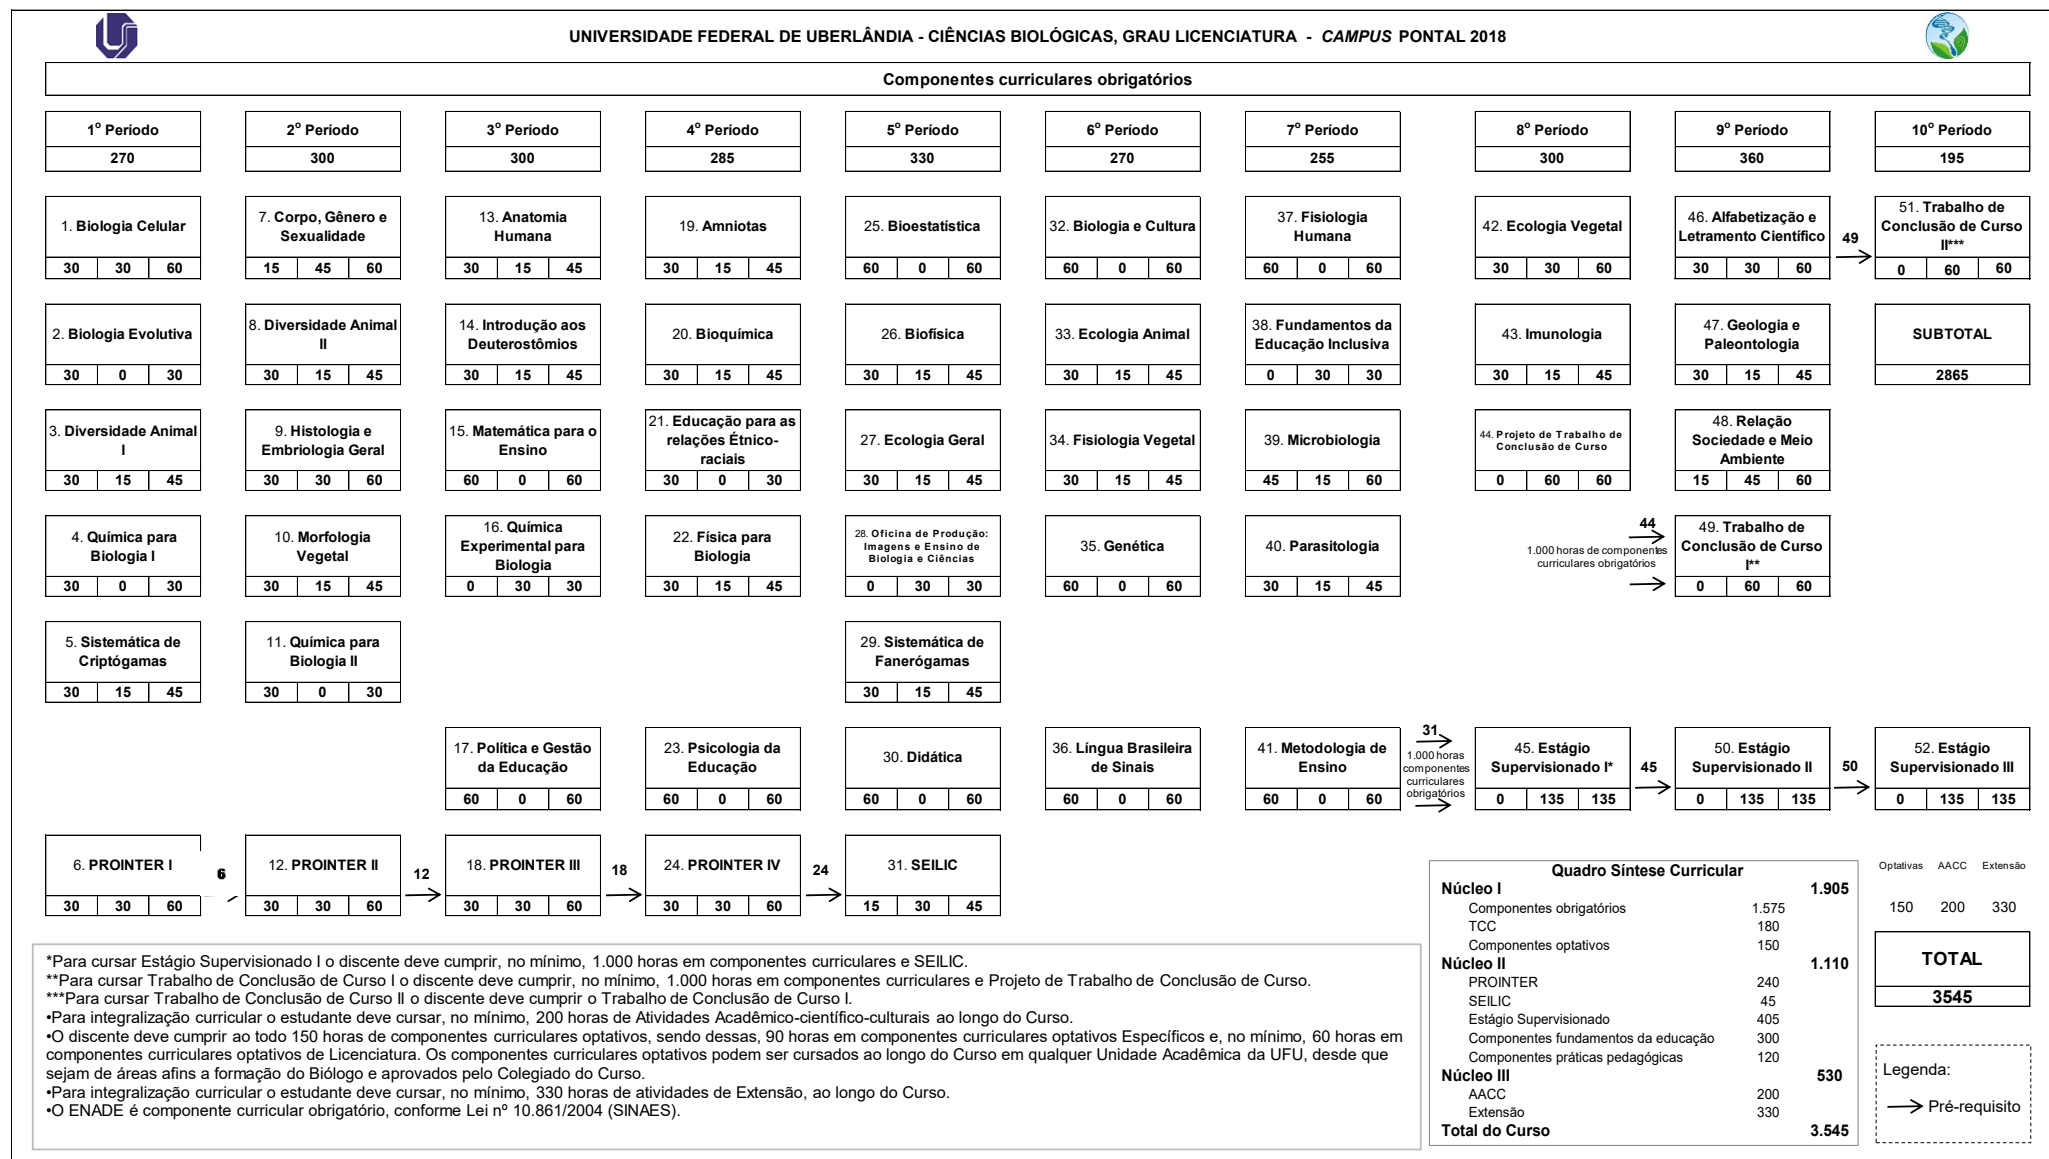 UNIVERSIDADE FEDERAL DE UBERLÂNDIA - CIÊNCIAS BIOLÓGICAS, GRAU LICENCIATURA - CAMPUS PONTAL 2018
Componentes curriculares obrigatórios
1º Período
270
2º Período
300
3º Período
300
4º Período
285
5º Período
330
6º Período
270
7º Período
255
8º Período
300
9º Período
360
10º Período
195
1. Biologia Celular
30 30 60
7. Corpo, Gênero e
Sexualidade
15 45 60
13. Anatomia
Humana
30 15 45
19. Amniotas
30 15 45
25. Bioestatística
60 0 60
32. Biologia e Cultura
60 0 60
37. Fisiologia
Humana
60 0 60
42. Ecologia Vegetal
30 30 60
46. Alfabetização e
Letramento Científico
30 30 60
49
51. Trabalho de
Conclusão de Curso
II***
0 60 60
2. Biologia Evolutiva
30 0 30
8. Diversidade Animal
II
30 15 45
14. Introdução aos
Deuterostômios
30 15 45
20. Bioquímica
30 15 45
26. Biofísica
30 15 45
33. Ecologia Animal
30 15 45
38. Fundamentos da
Educação Inclusiva
0 30 30
43. Imunologia
30 15 45
47. Geologia e
Paleontologia
30 15 45
SUBTOTAL
2865
3. Diversidade Animal
I
30 15 45
9. Histologia e
Embriologia Geral
30 30 60
15. Matemática para o
Ensino
60 0 60
21. Educação para as
relações Étnico-
raciais
30 0 30
27. Ecologia Geral
30 15 45
34. Fisiologia Vegetal
30 15 45
39. Microbiologia
45 15 60
44. Projeto de Trabalho de
Conclusão de Curso
0 60 60
48. Relação
Sociedade e Meio
Ambiente
15 45 60
4. Química para
Biologia I
30 0 30
10. Morfologia
Vegetal
30 15 45
16. Química
Experimental para
Biologia
0 30 30
22. Física para
Biologia
30 15 45
28. Oficina de Produção:
Imagens e Ensino de
Biologia e Ciências
0 30 30
35. Genética
60 0 60
40. Parasitologia
30 15 45
44
1.000 horas de componentes
curriculares obrigatórios
49. Trabalho de
Conclusão de Curso
I**
0 60 60
5. Sistemática de
Criptógamas
30 15 45
11. Química para
Biologia II
30 0 30
29. Sistemática de
Fanerógamas
30 15 45
17. Política e Gestão
da Educação
60 0 60
23. Psicologia da
Educação
60 0 60
30. Didática
60 0 60
36. Língua Brasileira
de Sinais
60 0 60
41. Metodologia de
Ensino
60 0 60
31
1.000 horas
componentes
curriculares
obrigatórios
45. Estágio
Supervisionado I*
0 135 135
45
50. Estágio
Supervisionado II
0 135 135
50
52. Estágio
Supervisionado III
0 135 135
6. PROINTER I
30 30 60
6
12. PROINTER II
30 30 60
12
18. PROINTER III
30 30 60
18
24. PROINTER IV
30 30 60
24
31. SEILIC
15 30 45
Quadro Síntese Curricular
Núcleo I 1.905
Componentes obrigatórios 1.575
TCC 180
Componentes optativos 150
Núcleo II 1.110
PROINTER 240
SEILIC 45
Estágio Supervisionado 405
Componentes fundamentos da educação 300
Componentes práticas pedagógicas 120
Núcleo III 530
AACC 200
Extensão 330
Total do Curso 3.545
Optativas AACC Extensão
150 200 330
TOTAL
3545
Legenda:
Pré-requisito
*Para cursar Estágio Supervisionado I o discente deve cumprir, no mínimo, 1.000 horas em componentes curriculares e SEILIC.
**Para cursar Trabalho de Conclusão de Curso I o discente deve cumprir, no mínimo, 1.000 horas em componentes curriculares e Projeto de Trabalho de Conclusão de Curso.
***Para cursar Trabalho de Conclusão de Curso II o discente deve cumprir o Trabalho de Conclusão de Curso I.
•Para integralização curricular o estudante deve cursar, no mínimo, 200 horas de Atividades Acadêmico-científico-culturais ao longo do Curso.
•O discente deve cumprir ao todo 150 horas de componentes curriculares optativos, sendo dessas, 90 horas em componentes curriculares optativos Específicos e, no mínimo, 60 horas em
componentes curriculares optativos de Licenciatura. Os componentes curriculares optativos podem ser cursados ao longo do Curso em qualquer Unidade Acadêmica da UFU, desde que
sejam de áreas afins a formação do Biólogo e aprovados pelo Colegiado do Curso.
•Para integralização curricular o estudante deve cursar, no mínimo, 330 horas de atividades de Extensão, ao longo do Curso.
•O ENADE é componente curricular obrigatório, conforme Lei nº 10.861/2004 (SINAES).